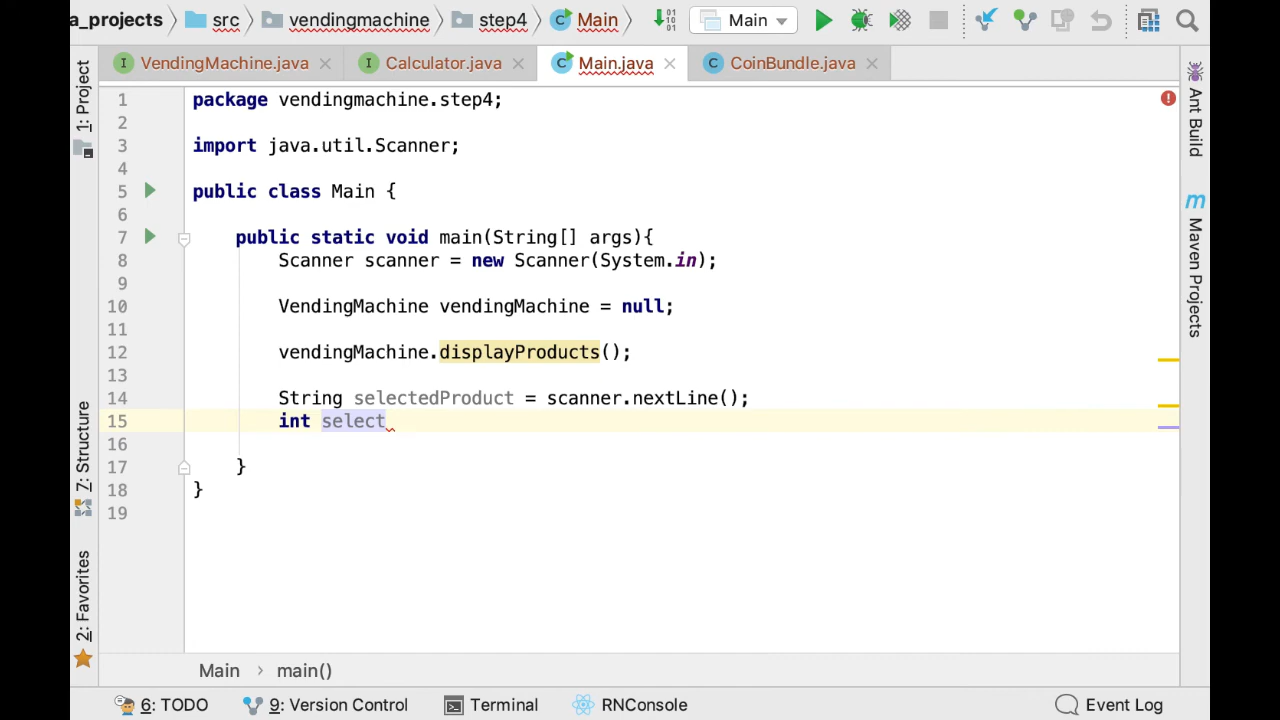 a_projects src vendingmachine step4 Main Main
VendingMachine.java Calculator.java Main.java CoinBundle.java
1 package vendingmachine.step4;
2
3 import java.util.Scanner;
4
5 public class Main {
6
7 public static void main(String[] args){
8 Scanner scanner = new Scanner(System.in);
9
10 VendingMachine vendingMachine = null;
11
12 vendingMachine.displayProducts();
13
14 String selectedProduct = scanner.nextLine();
15 int select
16
17 }
18 }
19
Main main()
6: TODO 9: Version Control Terminal RNConsole Event Log
1: Project
7: Structure
2: Favorites
Ant Build
m Maven Projects